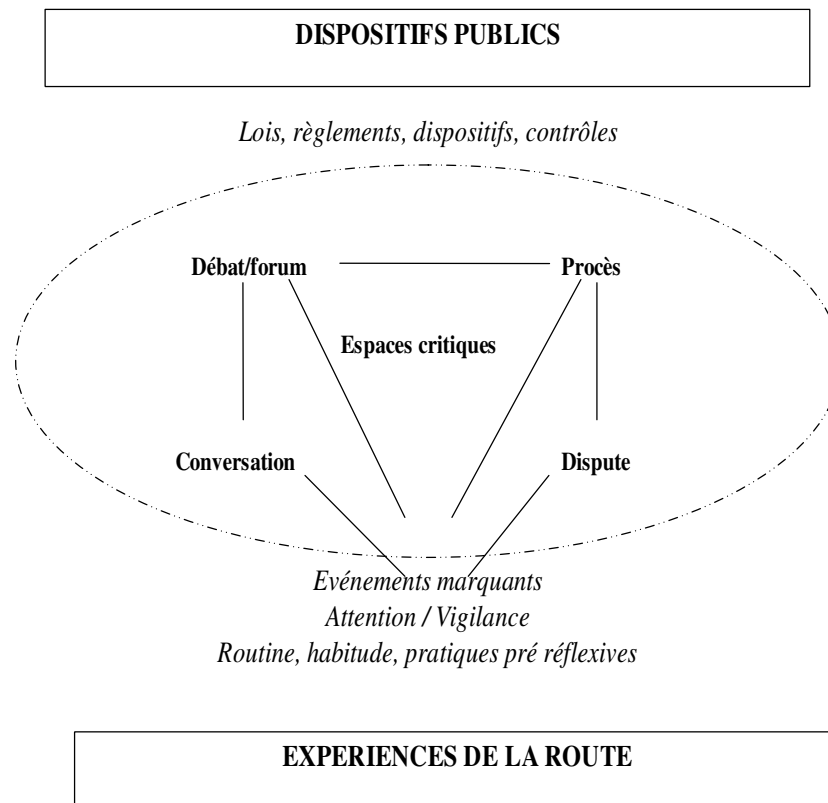 DISPOSITIFS PUBLICS
Lois, règlements, dispositifs, contrôles
Débat/forum
Procès
Espaces critiques
Conversation
Dispute
Evénements marquants
Attention / Vigilance
Routine, habitude, pratiques pré réflexives
EXPERIENCES DE LA ROUTE